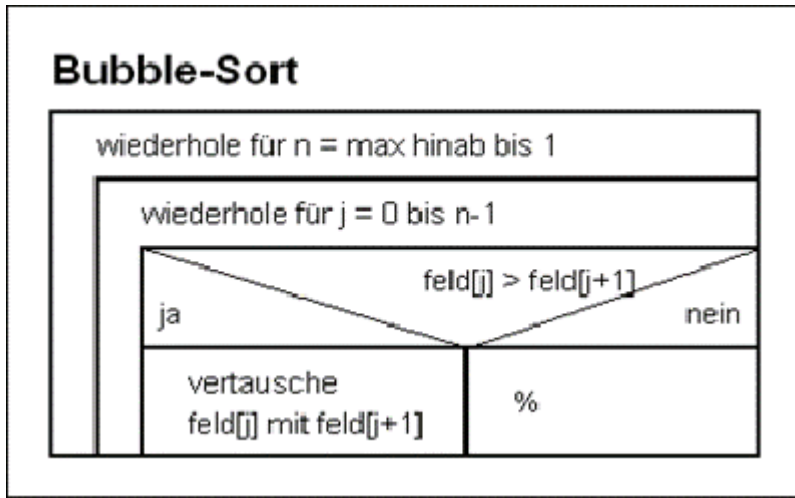 Bubble-Sort
wiederhole für n = max hinab bis 1
wiederhole für j = 0 bis n-1
feld[j] > feld[j+1]
ja
nein
vertausche
feld[j] mit feld[j+1]
%